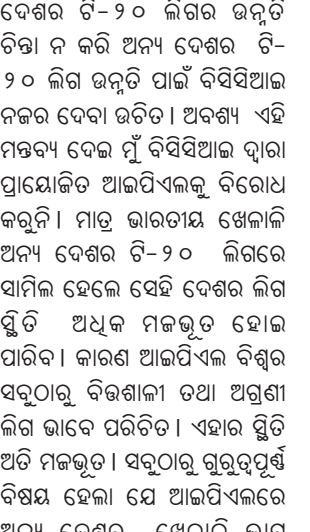 ଦେଶର ଟି-୨୦ ଲିଗର ଉନ୍ନତି
ଚିନ୍ତା ନ କରି ଅନ୍ୟ ଦେଶର ଟି-
୨୦ ଲିଗ ଉନ୍ନତି ପାଇଁ ବିସିସିଆଇ
ନଜର ଦେବା ଉଚିତ। ଅବଶ୍ୟ ଏହି
ମନ୍ତବ୍ୟ ଦେଇ ମୁଁ ବିସିସିଆଇ ଦ୍ୱାରା
ପ୍ରାୟୋଜିତ ଆଇପିଏଲକୁ ବିରୋଧ
କରୁନି। ମାତ୍ର ଭାରତୀୟ ଖେଳାଳି
ଅନ୍ୟ ଦେଶର ଟି-୨୦ ଲିଗରେ
ସାମିଲ ହେଲେ ସେହି ଦେଶର ଲିଗ
ସ୍ଥିତି ଅଧିକ ମଜଭୂତ ହୋଇ
ପାରିବ। କାରଣ ଆଇପିଏଲ ବିଶ୍ୱର
ସବୁଠାରୁ ବିତ୍ତଶାଳୀ ତଥା ଅଗ୍ରଣୀ
ଲିଗ ଭାବେ ପରିଚିତ। ଏହାର ସ୍ଥିତି
ଅତି ମଜଭୂତ। ସବୁଠାରୁ ଗୁରୁତ୍ୱପୂର୍ଣ୍ଣ
ବିଷୟ ହେଲା ଯେ ଆଇପିଏଲରେ